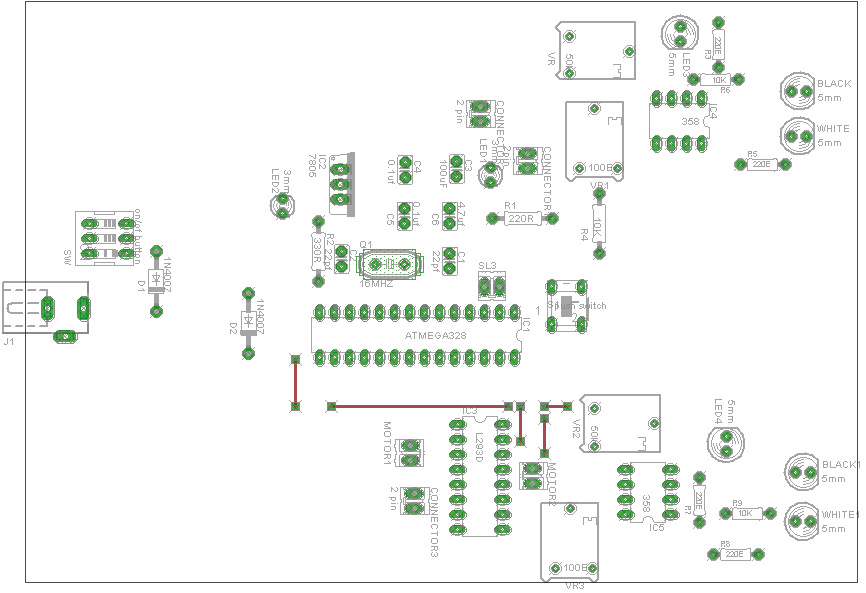 VR
50K
LED3
5mm
R3
220E
10K
R6
BLACK
5mm
WHITE
5mm
IC4
358
R5
220E
2 pin
CONNECTOR
LED1
3mm
2 pin
CONNECTOR
100E
VR1
IC2
7805
0.1uf
C4
100uF
C3
3mm
LED2
R1
220R
10K
R4
on/of button
SW
R2
330R
22pf
C2
0.1uf
C5
4.7uf
C6
Q1
16MHZ
22pf
C1
SL3
1N4007
D1
1N4007
D2
J1
ATMEGA328
IC1
1
5 pin switch
2
IC3
L293D
MOTOR1
2 pin
CONNECTOR3
MOTOR2
VR2
50K
LED4
5mm
BLACK1
5mm
WHITE1
5mm
358
IC5
R7
220E
R9
10K
R8
220E
100E
VR3